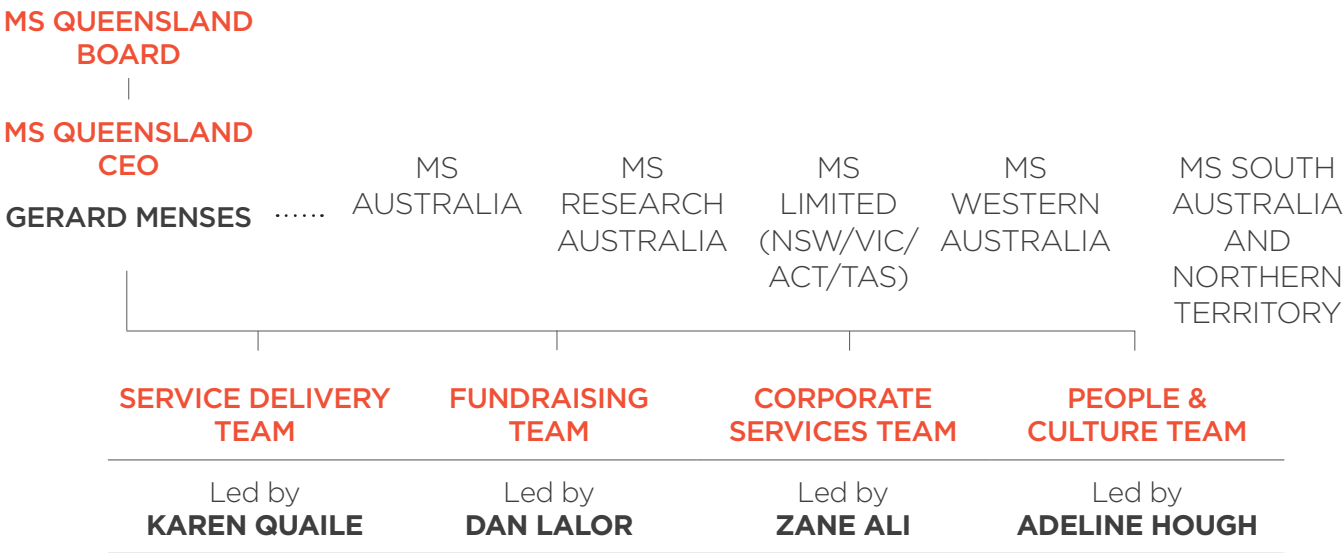 MS QUEENSLAND
BOARD
MS QUEENSLAND
CEO
GERARD MENSES ......
MS
AUSTRALIA
MS
RESEARCH
AUSTRALIA
MS
LIMITED
(NSW/VIC/
ACT/TAS)
MS
WESTERN
AUSTRALIA
MS SOUTH
AUSTRALIA
AND
NORTHERN
TERRITORY
SERVICE DELIVERY
TEAM
Led by
KAREN QUAILE
FUNDRAISING
TEAM
Led by
DAN LALOR
CORPORATE
SERVICES TEAM
Led by
ZANE ALI
PEOPLE &
CULTURE TEAM
Led by
ADELINE HOUGH